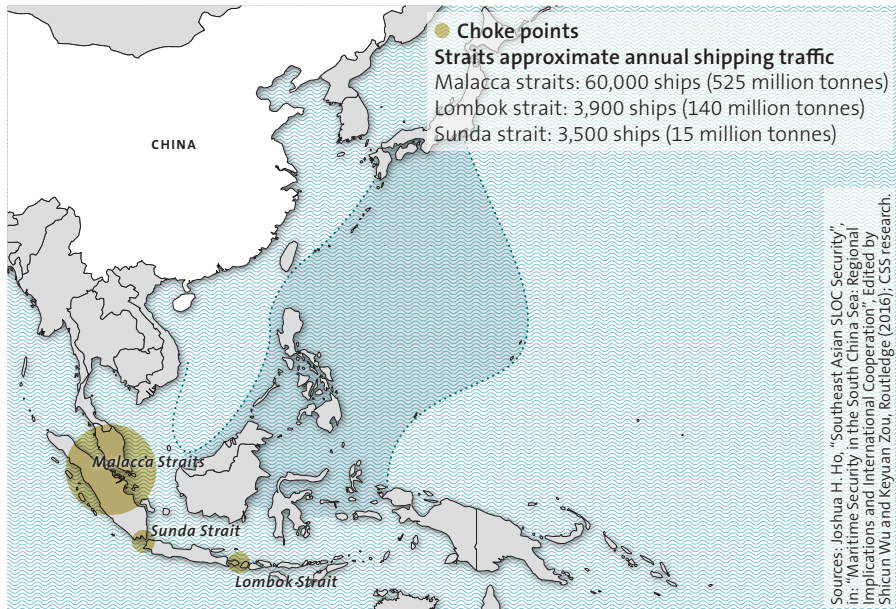 Choke points
Straits approximate annual shipping traffic
Malacca straits: 60,000 ships (525 million tonnes)
Lombok strait: 3,900 ships (140 million tonnes)
Sunda strait: 3,500 ships (15 million tonnes)
CHINA
Malacca Straits
Sunda Strait
Lombok Strait
Sources: Joshua H. Ho, “Southeast Asian SLOC Security”,
in: “Maritime Security in the South China Sea: Regional
Implications and International Cooperation”, Edited by
Shicun Wu and Keyuan Zou, Routledge (2016); CSS research.